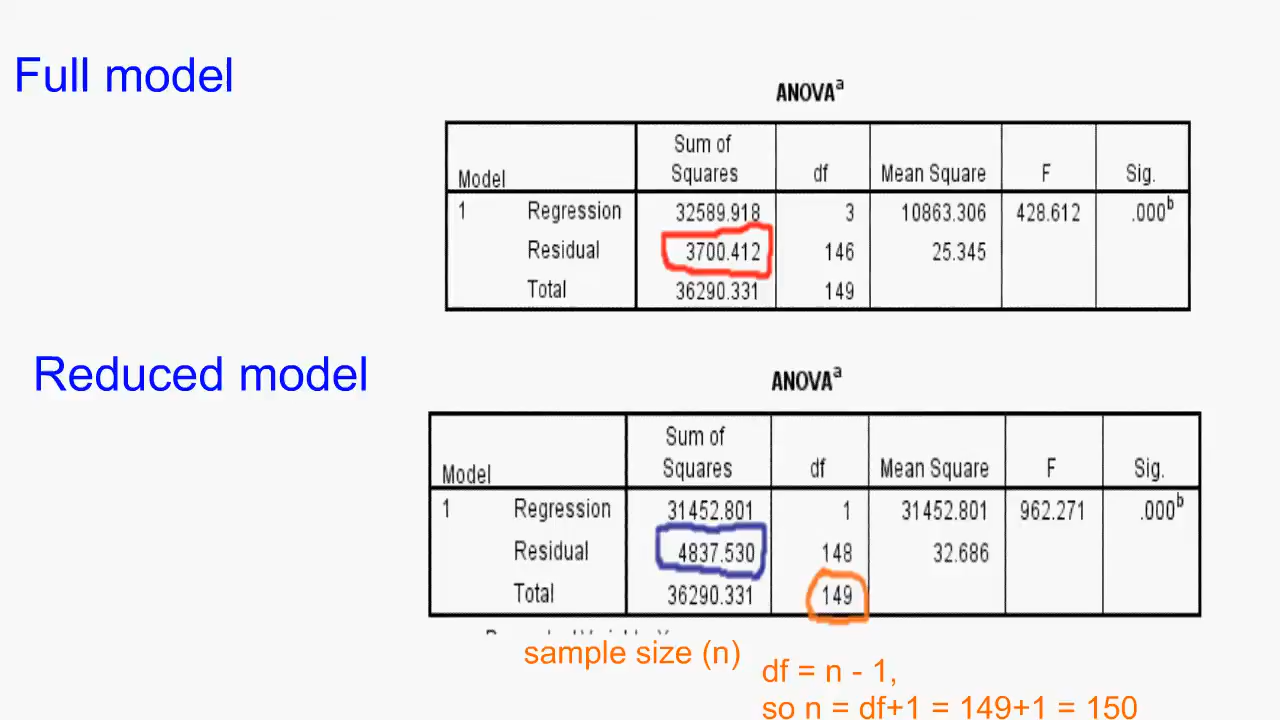 Full model
ANOVAa
Model Sum of Squares df Mean Square F Sig.
1 Regression 32589.918 3 10863.306 428.612 .000b
Residual 3700.412 146 25.345
Total 36290.331 149
Reduced model
ANOVAa
Model Sum of Squares df Mean Square F Sig.
1 Regression 31452.801 1 31452.801 962.271 .000b
Residual 4837.530 148 32.686
Total 36290.331 149
sample size (n)
df = n - 1,
so n = df+1 = 149+1 = 150